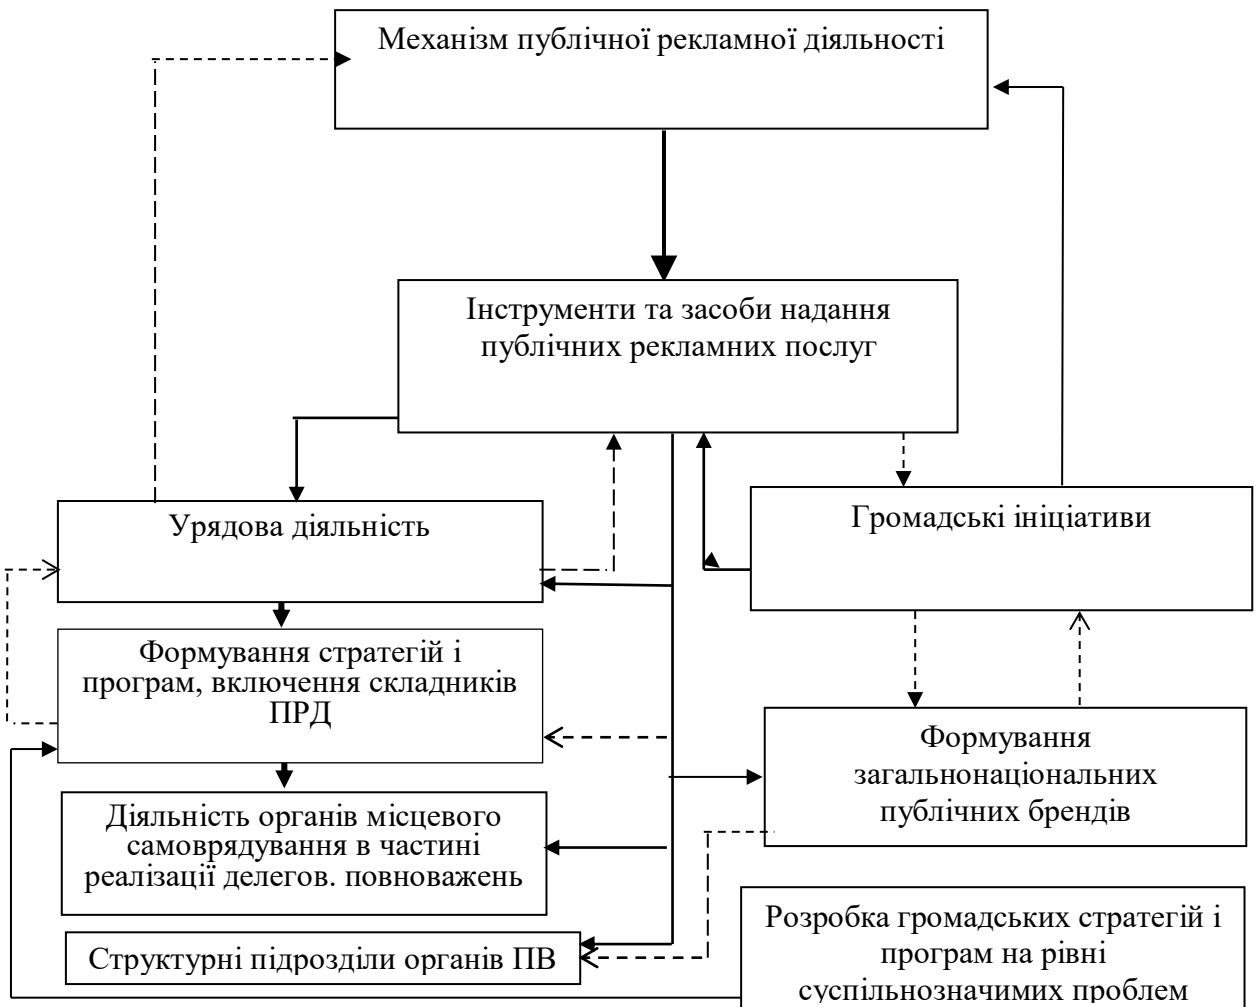 Механізм публічної рекламної діяльності
Інструменти та засоби надання
публічних рекламних послуг
Урядова діяльність
Громадські ініціативи
Формування стратегій і
програм, включення складників
ПРД
Формування
загальнонаціональних
публічних брендів
Діяльність органів місцевого
самоврядування в частині
реалізації делегов. повноважень
Розробка громадських стратегій і
програм на рівні
суспільнозначимих проблем
Структурні підрозділи органів ПВ